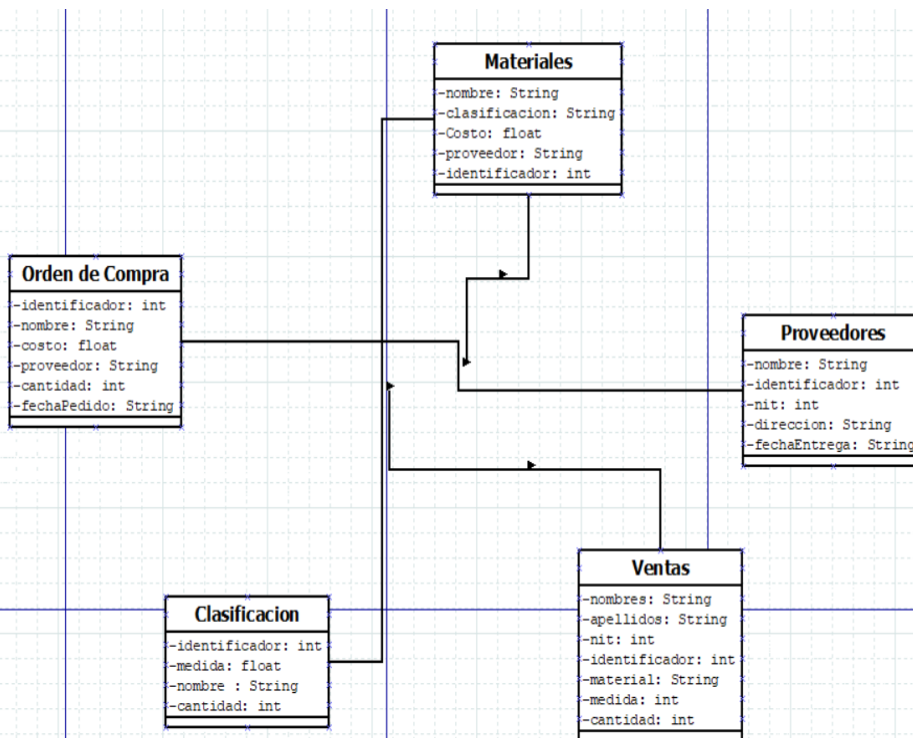 Materiales
-nombre: String
-clasificacion: String
-Costo: float
-proveedor: String
-identificador: int
Orden de Compra
-identificador: int
-nombre: String
-costo: float
-proveedor: String
-cantidad: int
-fechaPedido: String
Proveedores
-nombre: String
-identificador: int
-nit: int
-direccion: String
-fechaEntrega: String
Clasificacion
-identificador: int
-medida: float
-nombre : String
-cantidad: int
Ventas
-nombres: String
-apellidos: String
-nit: int
-identificador: int
-material: String
-medida: int
-cantidad: int